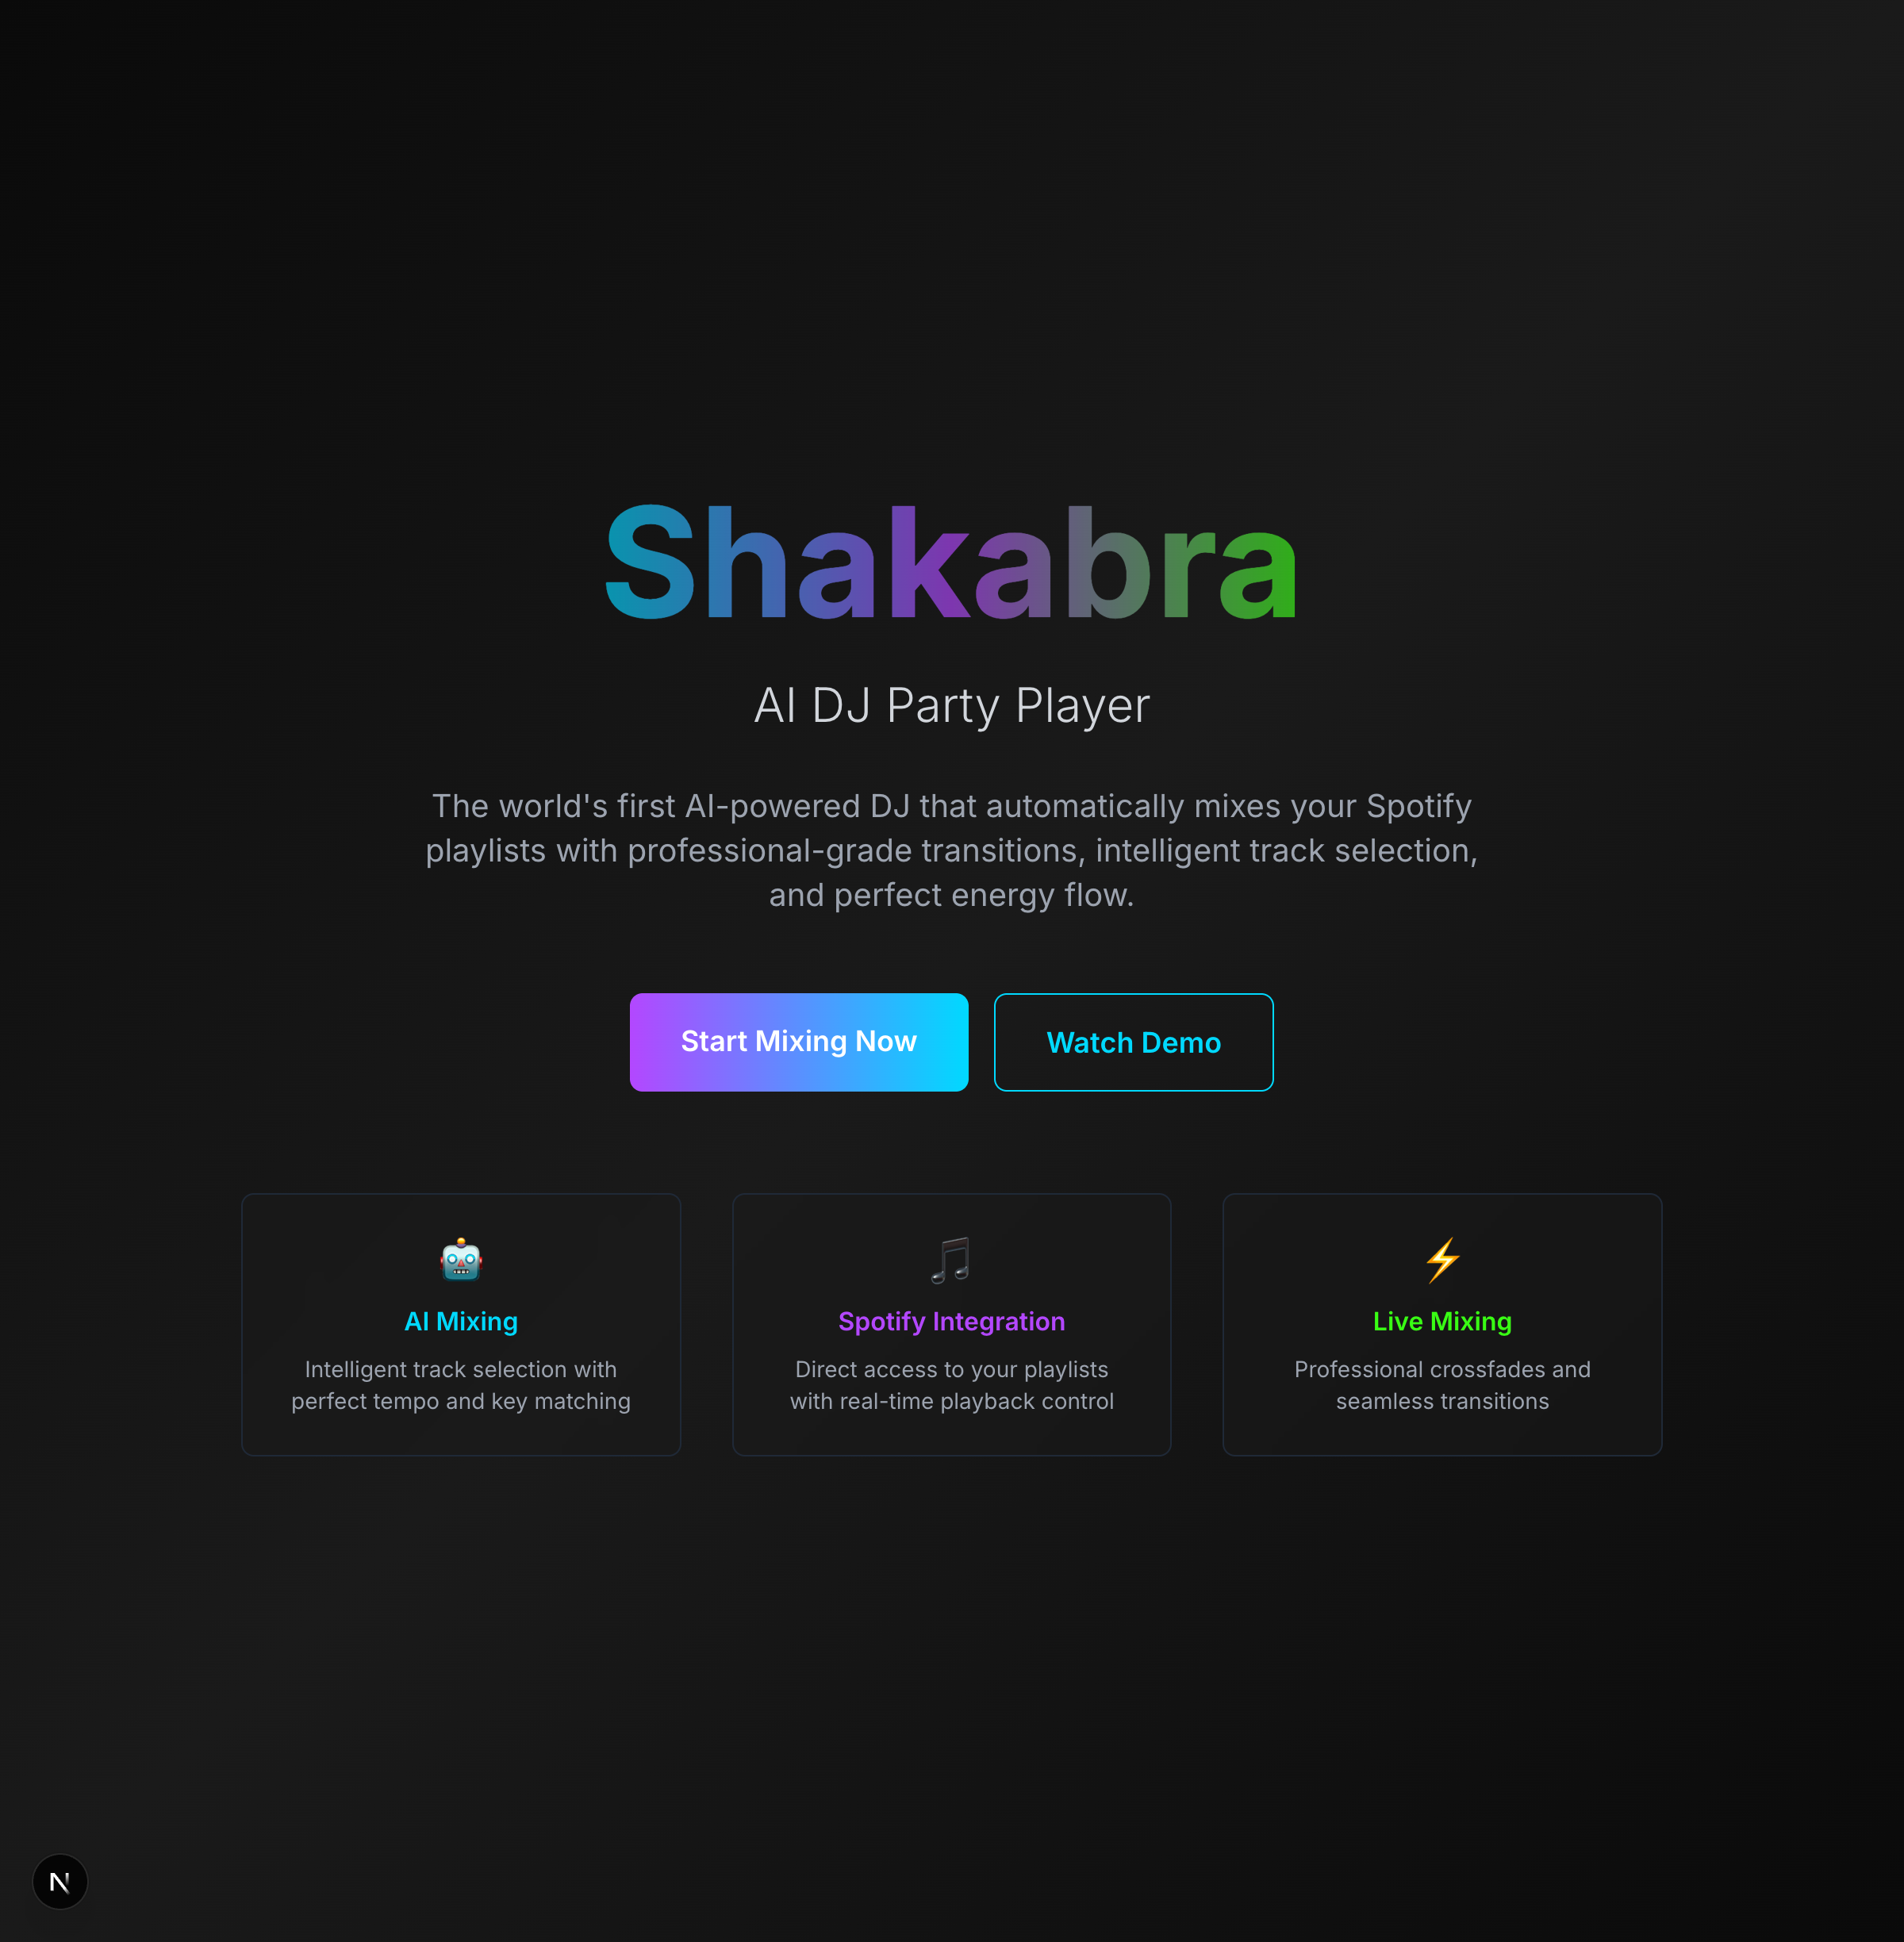 Shakabra
AI DJ Party Player
The world's first AI-powered DJ that automatically mixes your Spotify
playlists with professional-grade transitions, intelligent track selection,
and perfect energy flow.
Start Mixing Now
Watch Demo
AI Mixing
Intelligent track selection with
perfect tempo and key matching
Spotify Integration
Direct access to your playlists
with real-time playback control
Live Mixing
Professional crossfades and
seamless transitions
N